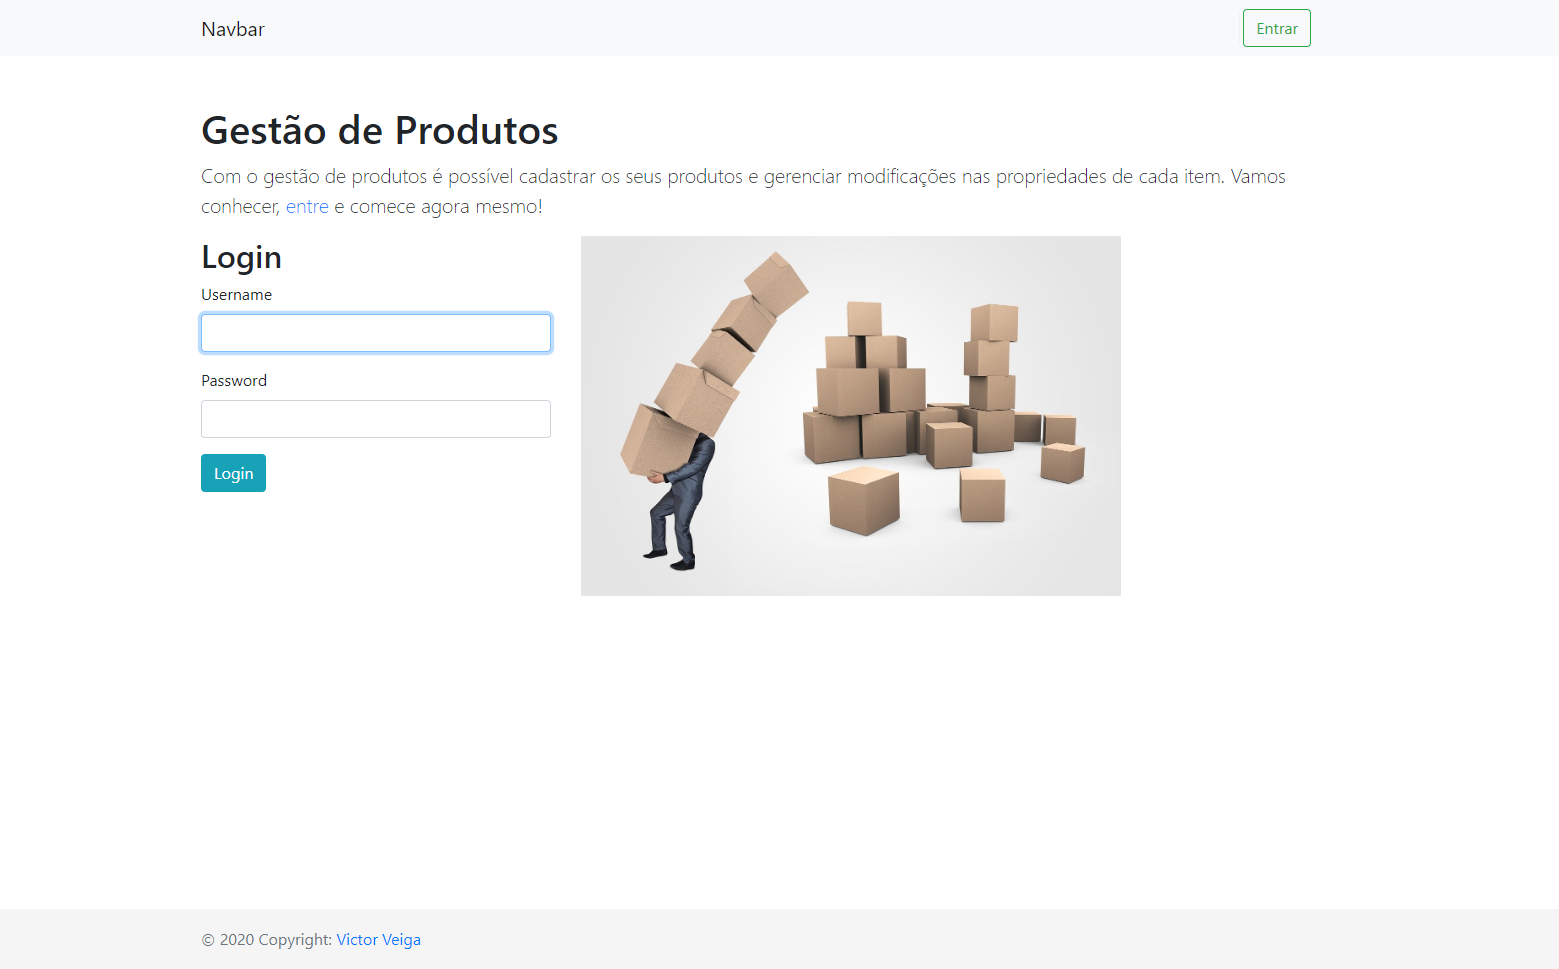 Navbar
Entrar
Gestão de Produtos
Com o gestão de produtos é possível cadastrar os seus produtos e gerenciar modificações nas propriedades de cada item. Vamos
conhecer, entre e comece agora mesmo!
Login
Username
Password
Login
© 2020 Copyright: Victor Veiga